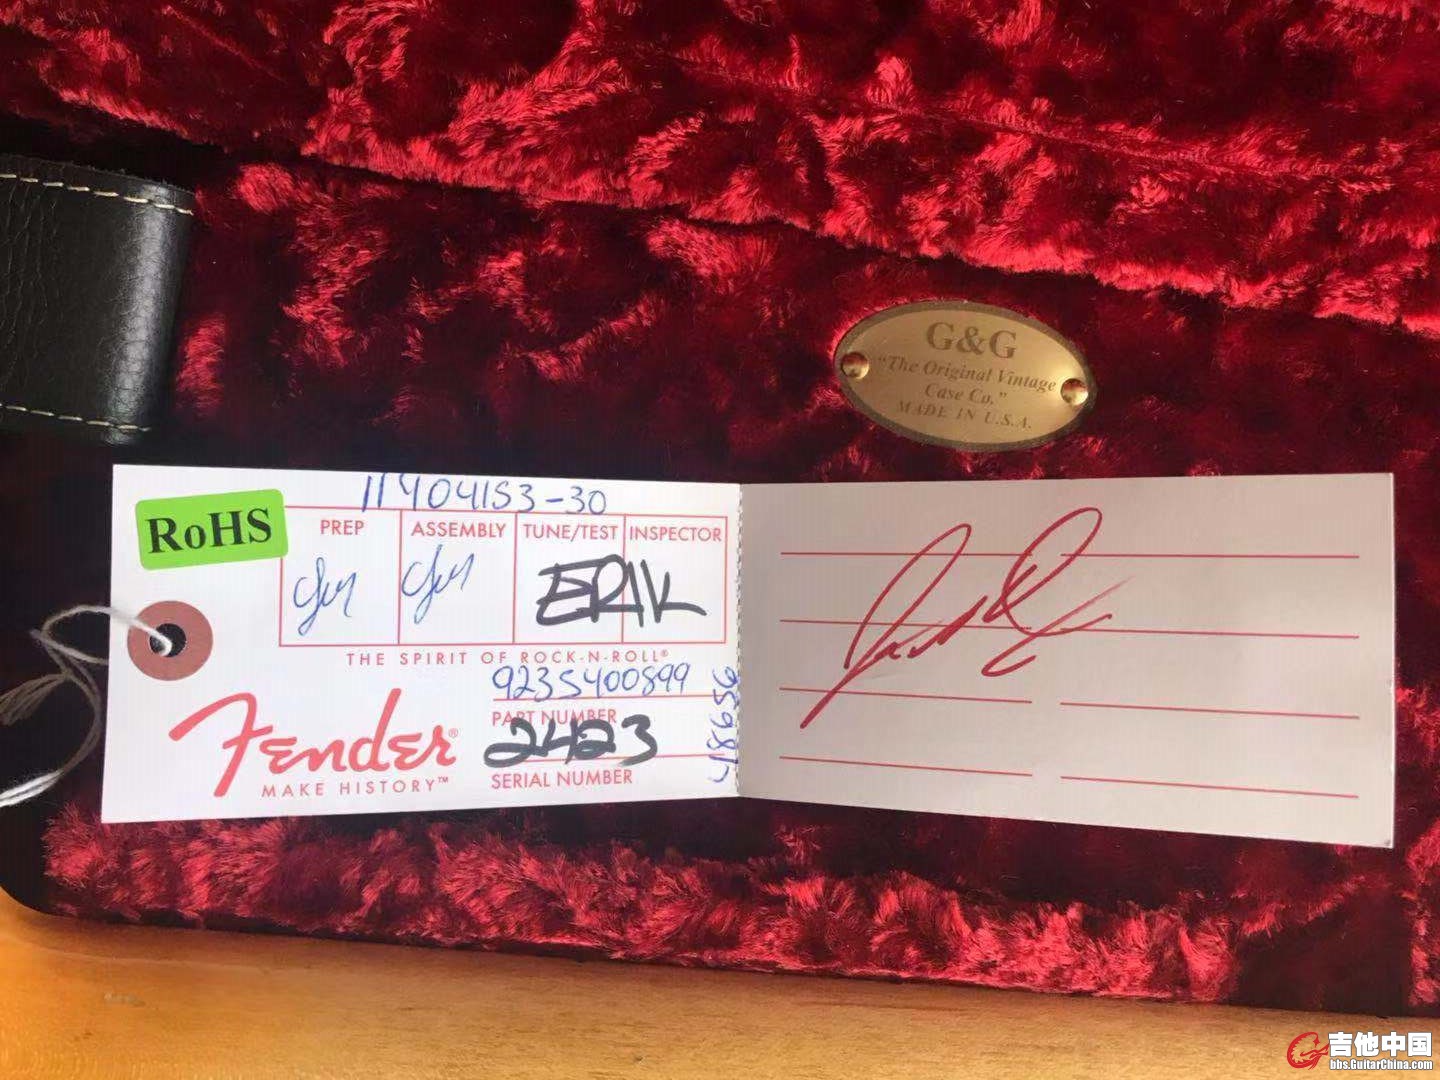 G&G
"The Original Vintage
Case Co."
MADE IN U.S.A.
11404153-30
RoHS
PREP ASSEMBLY TUNE/TEST INSPECTOR
ERIK
THE SPIRIT OF ROCK-N-ROLL®
9235400899
PART NUMBER
2423
SERIAL NUMBER
48656
Fender®
MAKE HISTORY™
吉他中国
bbs.GuitarChina.com